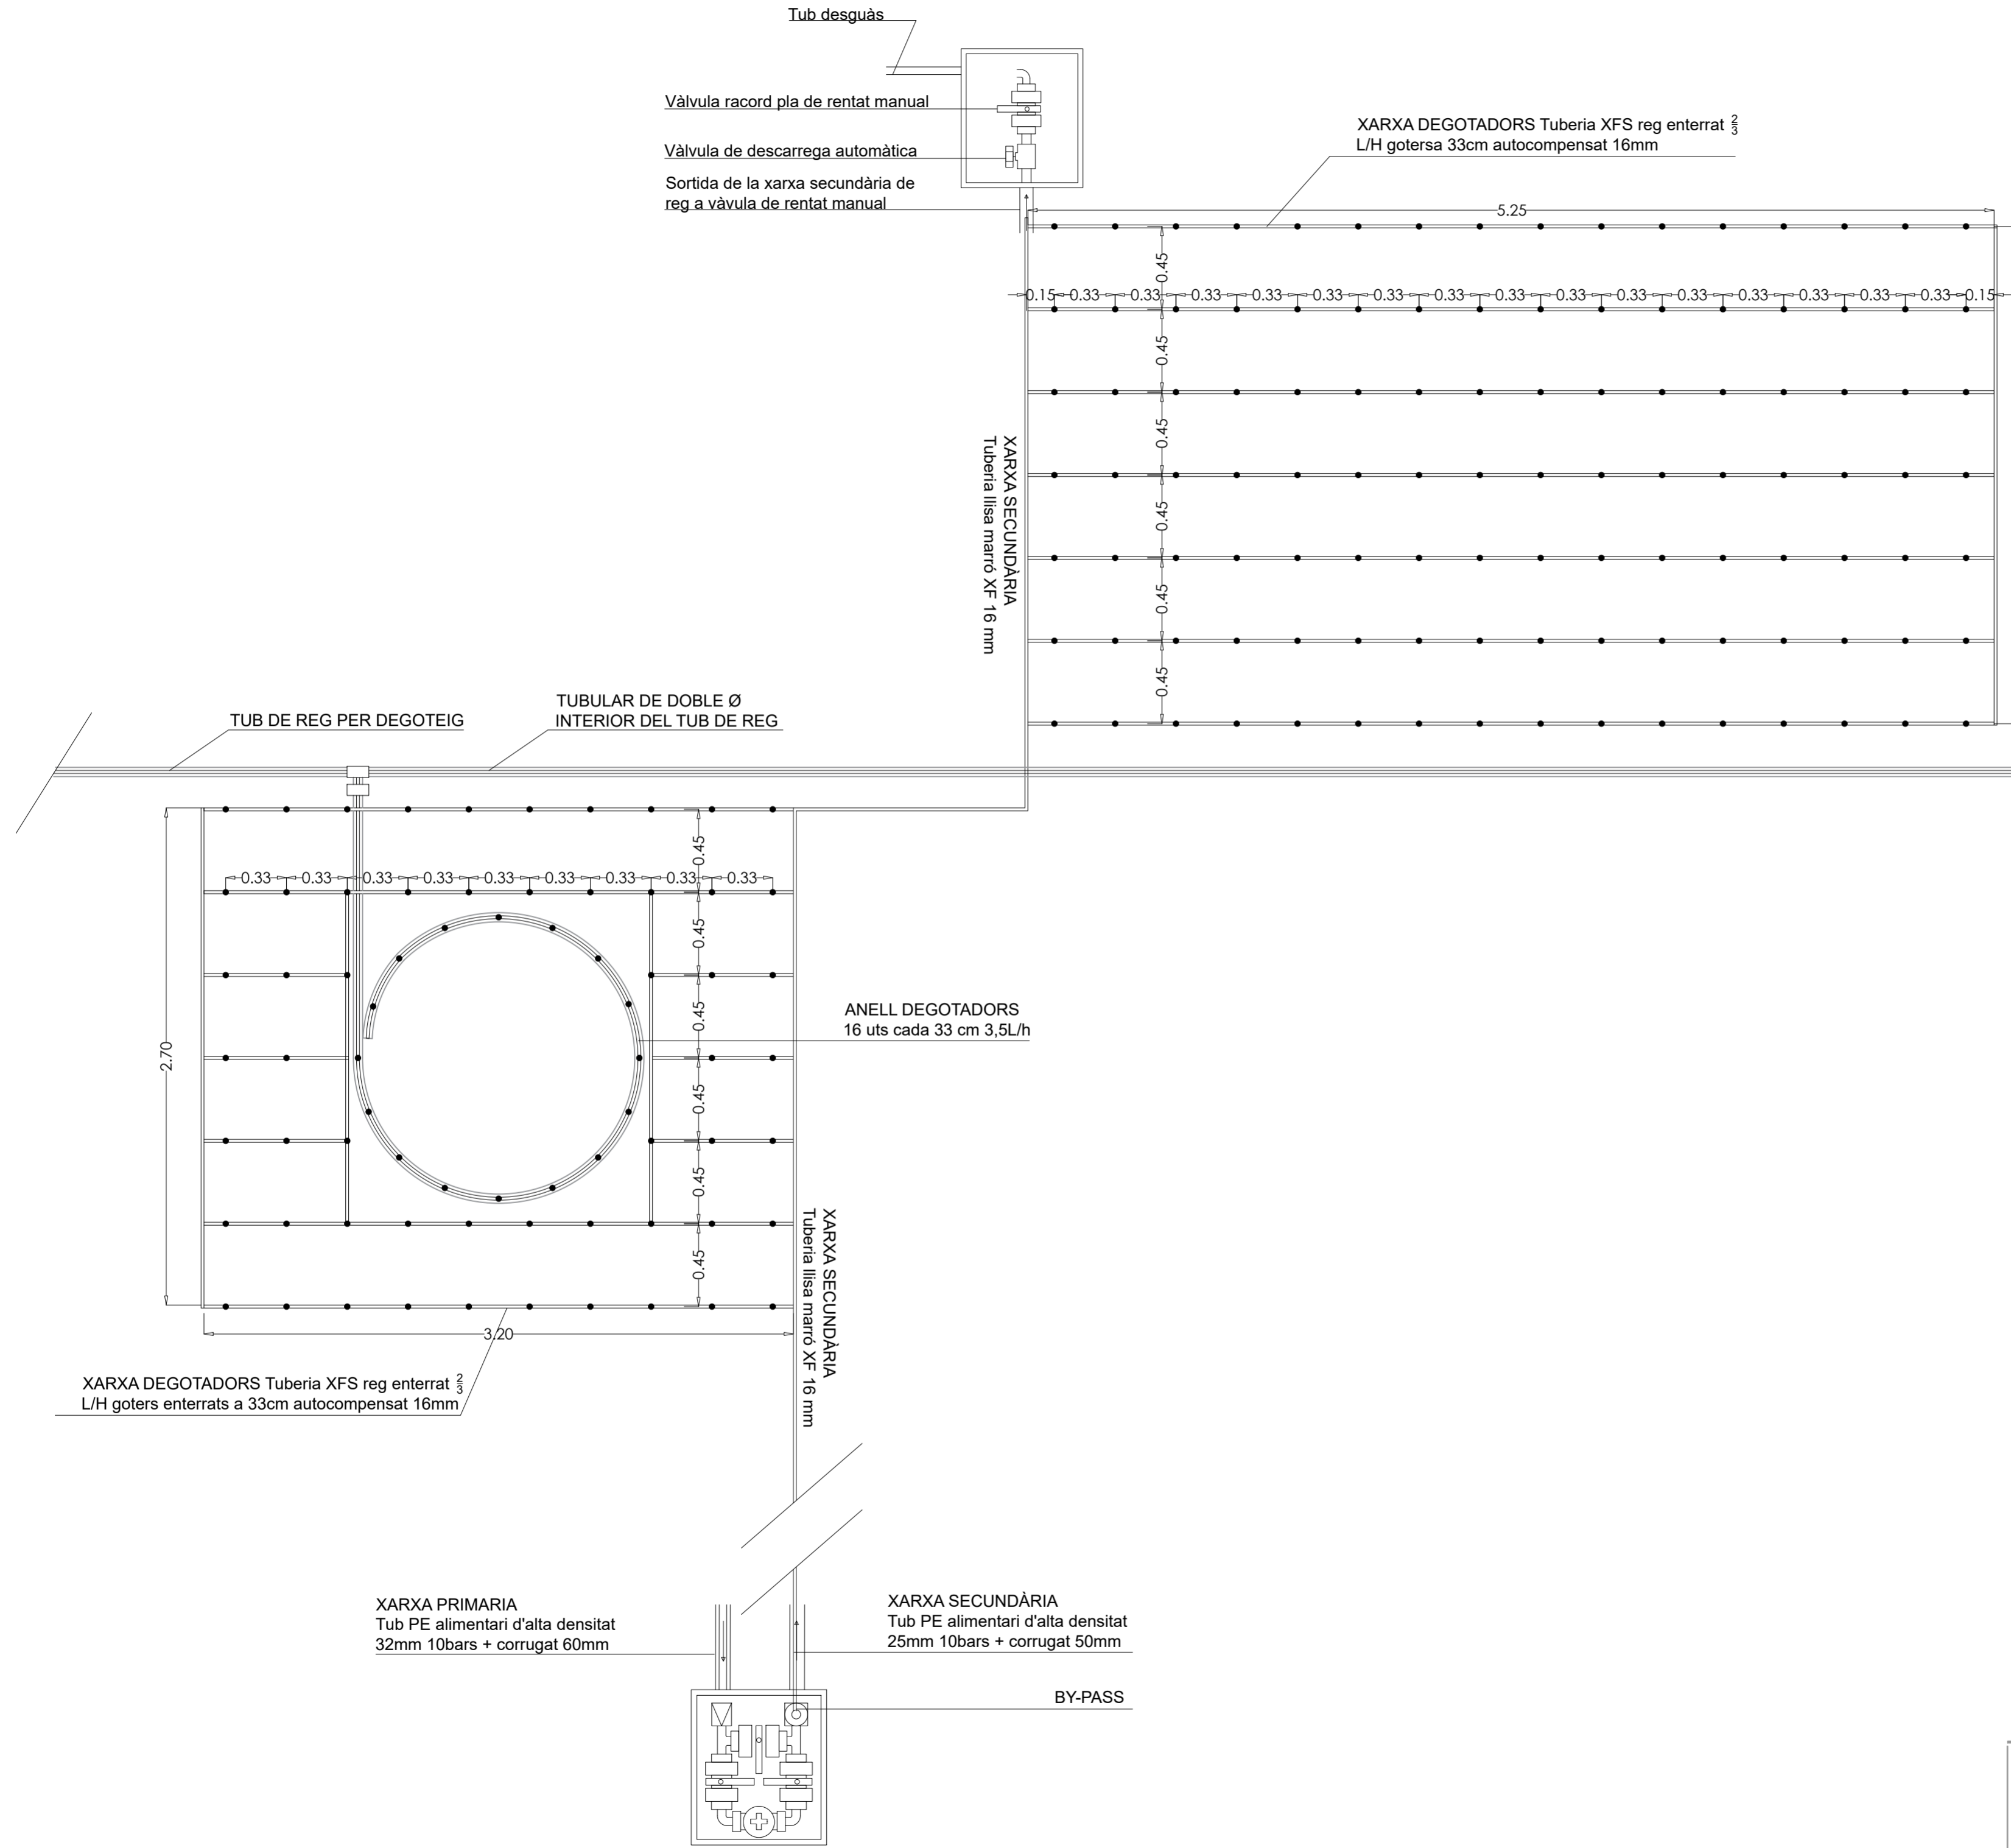 Tub desguàs
Vàlvula racord pla de rentat manual
Vàlvula de descarrega automàtica
Sortida de la xarxa secundària de
reg a vàvula de rentat manual
XARXA DEGOTADORS Tuberia XFS reg enterrat 2/3
L/H gotersa 33cm autocompensat 16mm
5.25
0.45
0.15 0.33 0.33 0.33 0.33 0.33 0.33 0.33 0.33 0.33 0.33 0.33 0.33 0.33 0.33 0.33 0.15
0.45
0.45
0.45
0.45
0.45
XARXA SECUNDÀRIA
Tuberia llisa marró XF 16 mm
TUB DE REG PER DEGOTEIG
TUBULAR DE DOBLE Ø
INTERIOR DEL TUB DE REG
0.45
0.33 0.33 0.33 0.33 0.33 0.33 0.33 0.33 0.33
0.45
0.45
0.45
0.45
0.45
2.70
ANELL DEGOTADORS
16 uts cada 33 cm 3,5L/h
3.20
XARXA SECUNDÀRIA
Tuberia llisa marró XF 16 mm
XARXA DEGOTADORS Tuberia XFS reg enterrat 2/3
L/H goters enterrats a 33cm autocompensat 16mm
XARXA PRIMARIA
Tub PE alimentari d'alta densitat
32mm 10bars + corrugat 60mm
XARXA SECUNDÀRIA
Tub PE alimentari d'alta densitat
25mm 10bars + corrugat 50mm
BY-PASS